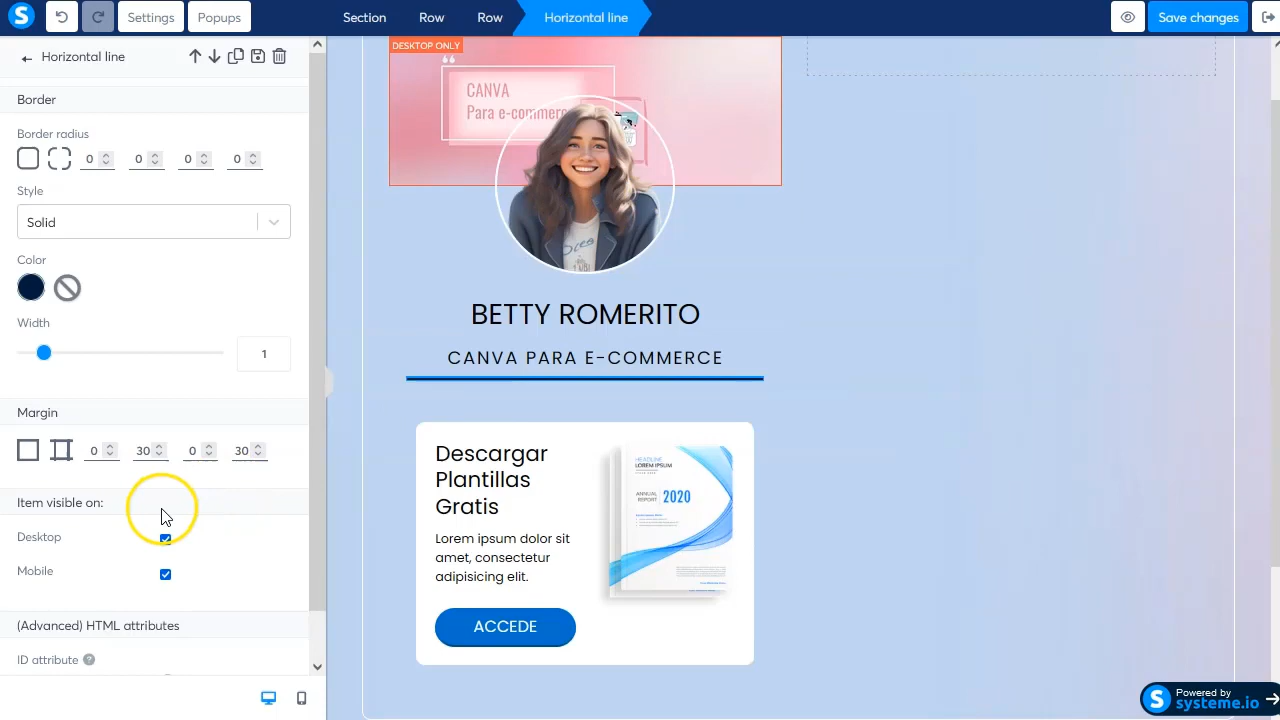 S
Settings
Popups
Section
Row
Row
Horizontal line
Save changes
Horizontal line
Border
Border radius
0
0
0
0
Style
Solid
Color
Width
1
Margin
0
30
0
30
Item visible on:
Desktop
Mobile
(Advanced) HTML attributes
ID attribute ?
DESKTOP ONLY
CANVA
Para e-commerce
BETTY ROMERITO
CANVA PARA E-COMMERCE
Descargar
Plantillas
Gratis
Lorem ipsum dolor sit
amet, consectetur
adipisicing elit.
ACCEDE
HEADLINE
LOREM IPSUM
ANNUAL
REPORT
2020
S
Powered by
systeme.io